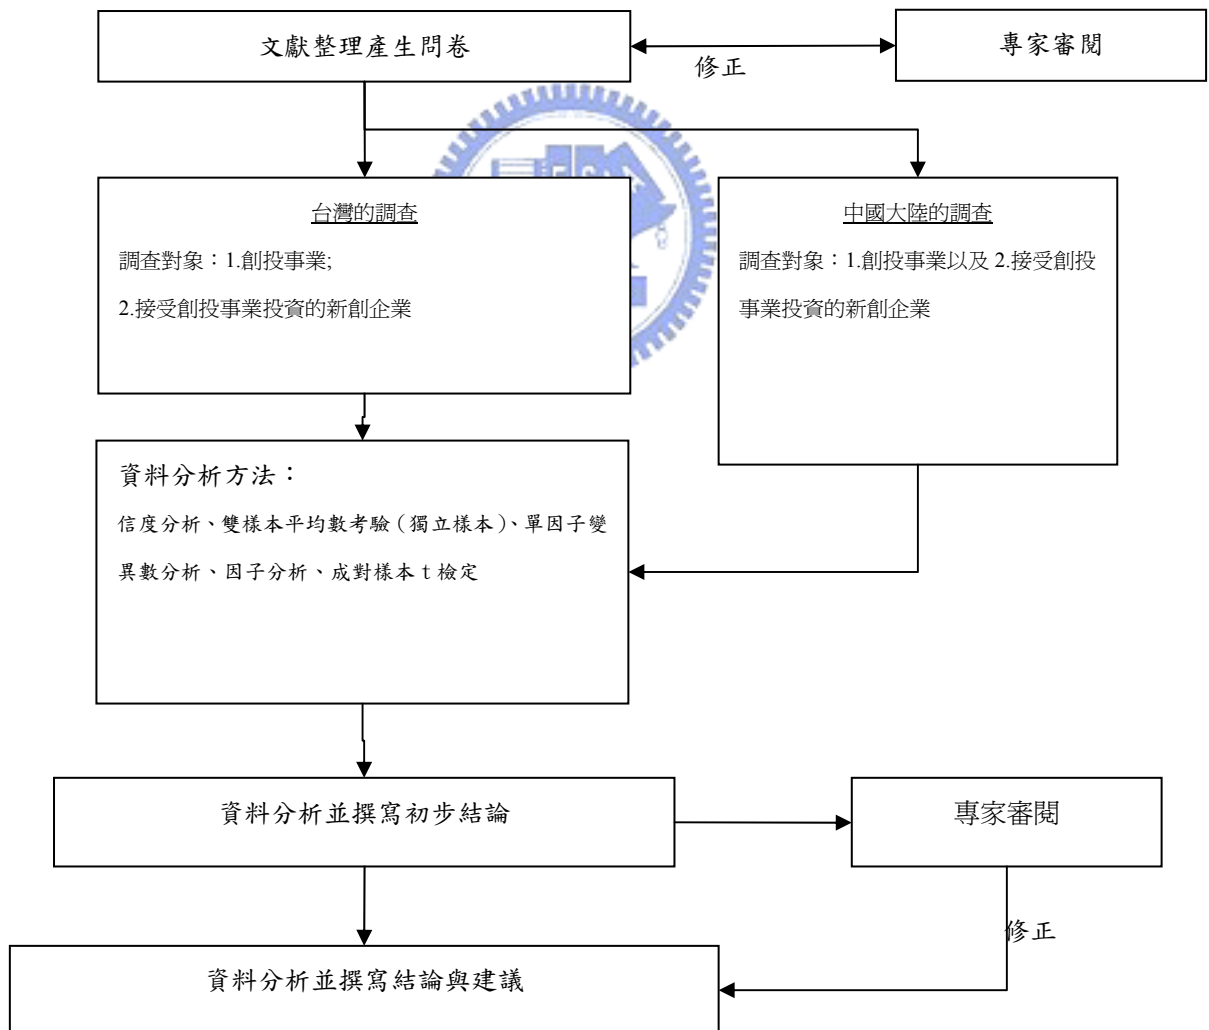 文獻整理產生問卷
專家審閱
修正
台灣的調查
調查對象：1.創投事業;
2.接受創投事業投資的新創企業
中國大陸的調查
調查對象：1.創投事業以及 2.接受創投
事業投資的新創企業
資料分析方法：
信度分析、雙樣本平均數考驗（獨立樣本）、單因子變
異數分析、因子分析、成對樣本 t 檢定
資料分析並撰寫初步結論
專家審閱
修正
資料分析並撰寫結論與建議